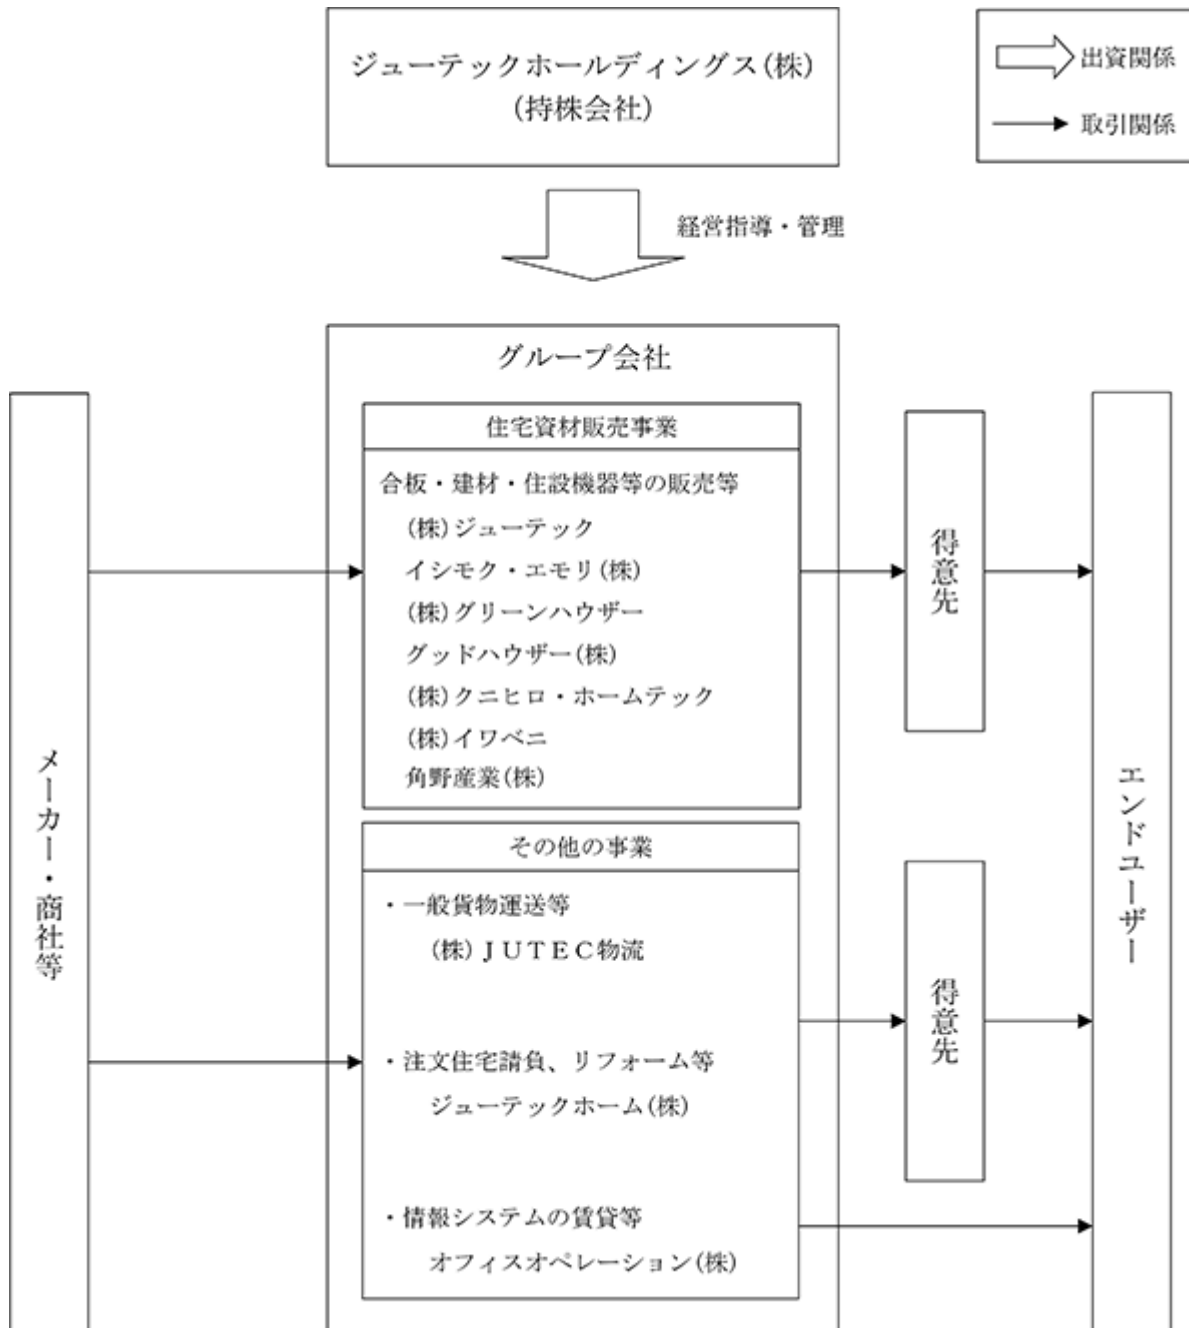 ジューテックホールディングス(株)
(持株会社)
出資関係
取引関係
経営指導・管理
グループ会社
住宅資材販売事業
合板・建材・住設機器等の販売等
(株)ジューテック
イシモク・エモリ(株)
(株)グリーンハウザー
グッドハウザー(株)
(株)クニヒロ・ホームテック
(株)イワベニ
角野産業(株)
その他の事業
・一般貨物運送等
(株)ＪＵＴＥＣ物流
・注文住宅請負、リフォーム等
ジューテックホーム(株)
・情報システムの賃貸等
オフィスオペレーション(株)
メーカー・商社等
得意先
得意先
エンドユーザー